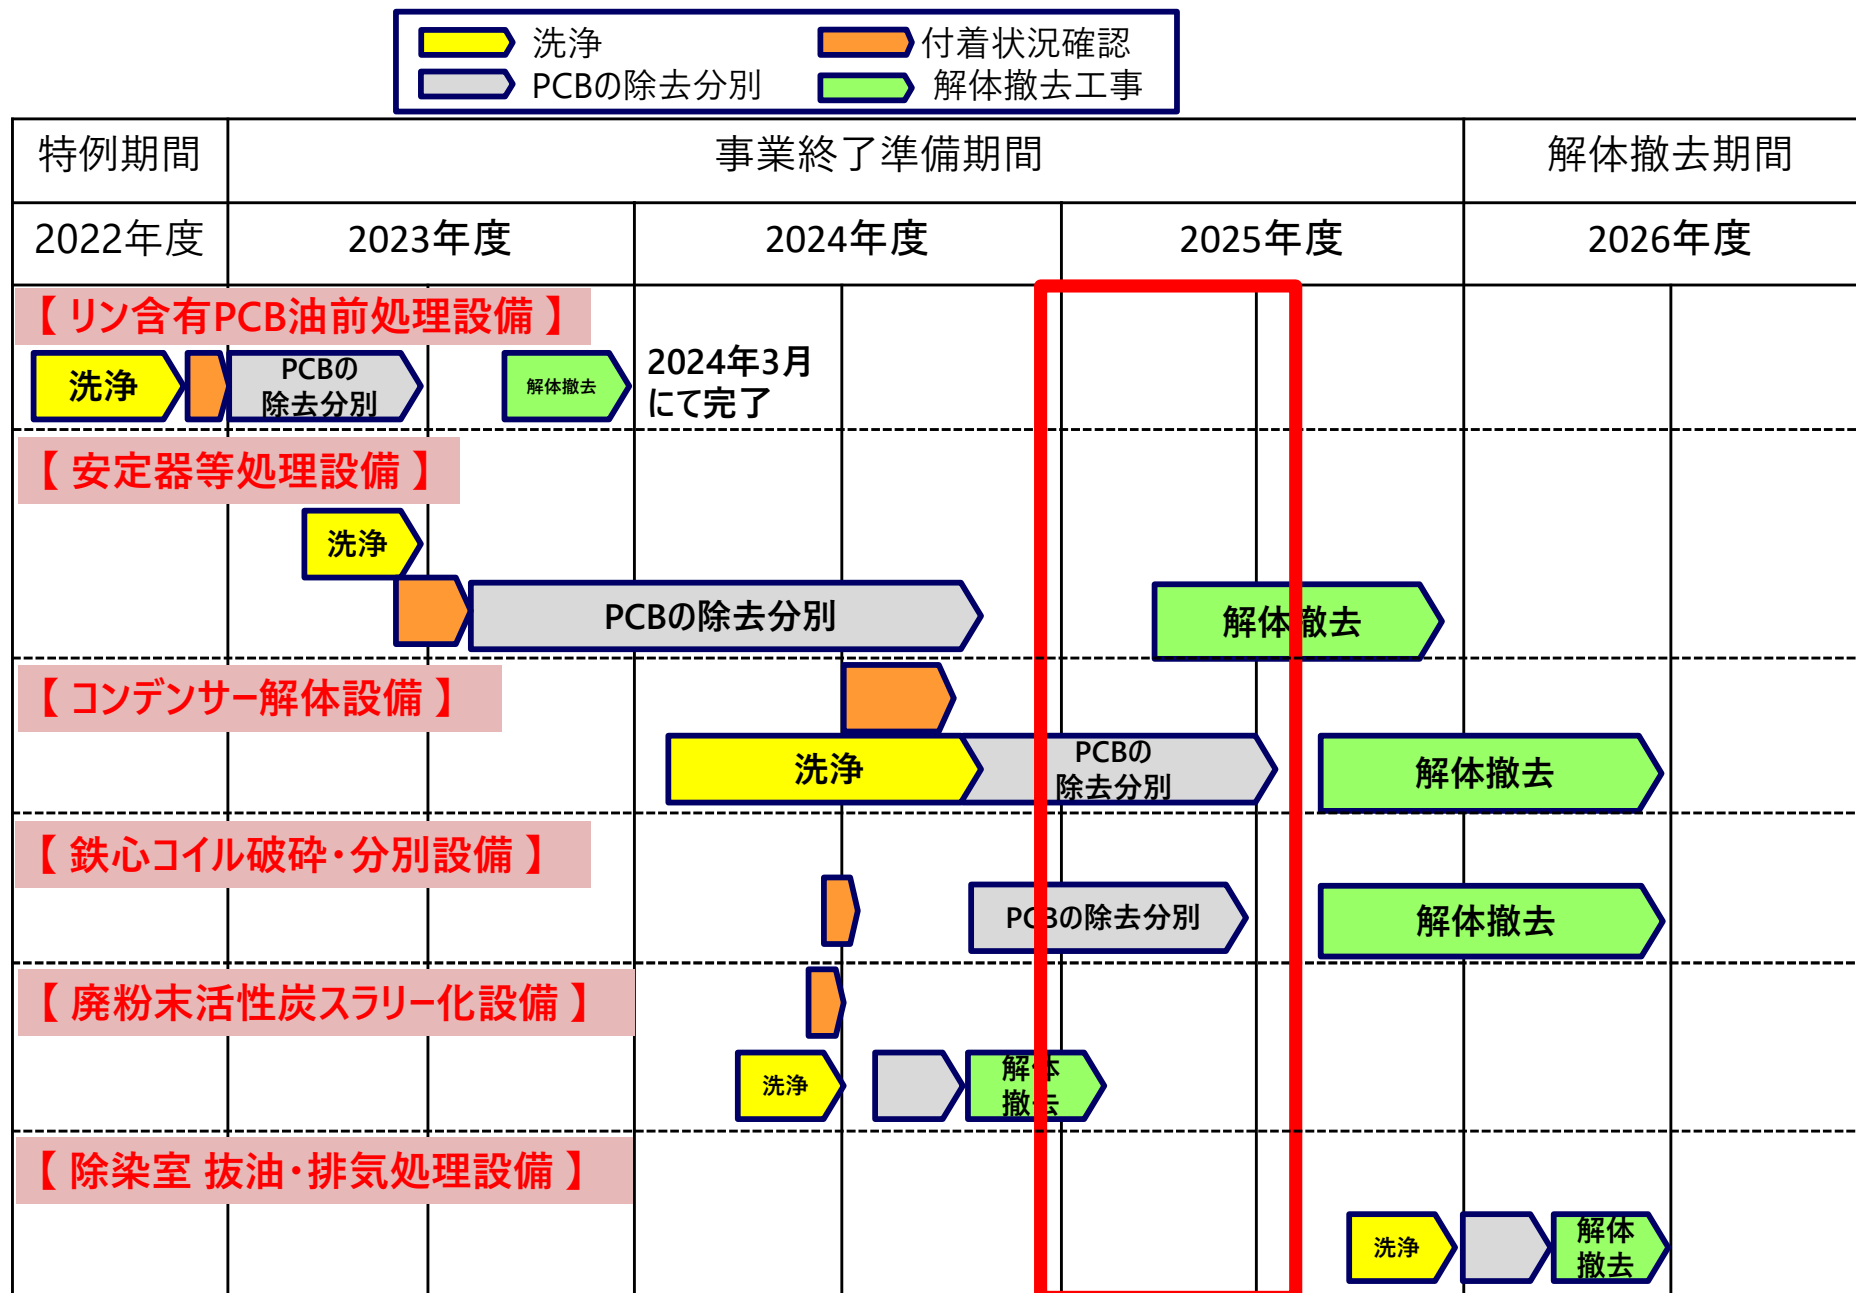 洗浄
付着状況確認
PCBの除去分別
解体撤去工事
特例期間
事業終了準備期間
解体撤去期間
2022年度
2023年度
2024年度
2025年度
2026年度
【 リン含有PCB油前処理設備 】
洗浄
PCBの
除去分別
解体撤去
2024年3月
にて完了
【 安定器等処理設備 】
洗浄
PCBの除去分別
解体撤去
【 コンデンサー解体設備 】
洗浄
PCBの
除去分別
解体撤去
【 鉄心コイル破砕・分別設備 】
PCBの除去分別
解体撤去
【 廃粉末活性炭スラリー化設備 】
洗浄
解体
撤去
【 除染室 抜油・排気処理設備 】
洗浄
解体
撤去